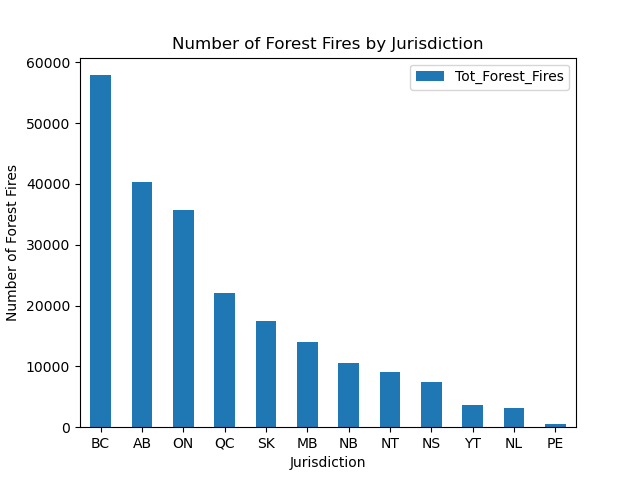 Number of Forest Fires by Jurisdiction
Tot_Forest_Fires
60000
50000
40000
30000
20000
10000
0
Number of Forest Fires
BC AB ON QC SK MB NB NT NS YT NL PE
Jurisdiction